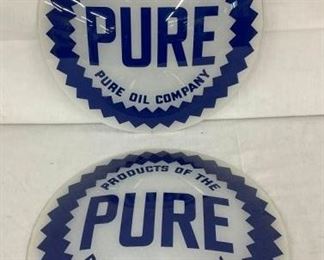 PURE
PURE OIL COMPANY
PRODUCTS OF THE
PURE